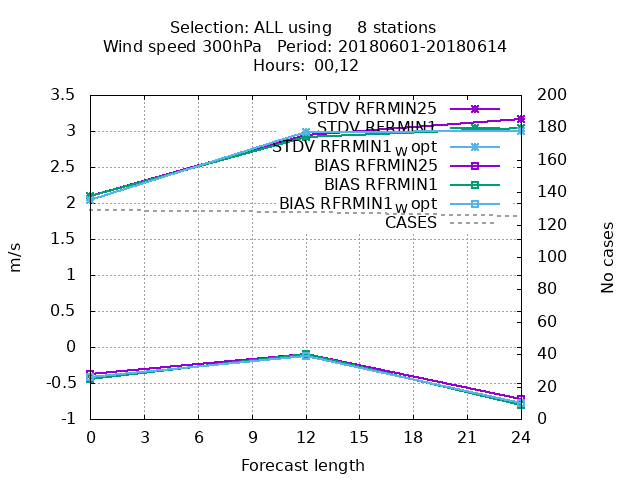 Selection: ALL using     8 stations
Wind speed 300hPa   Period: 20180601-20180614
Hours:  00,12
3.5
3
2.5
2
1.5
1
0.5
0
-0.5
-1
m/s
STDV RFRMIN25
STDV RFRMIN1
STDV RFRMIN1w opt
BIAS RFRMIN25
BIAS RFRMIN1
BIAS RFRMIN1w opt
CASES
200
180
160
140
120
100
80
60
40
20
0
No cases
0 3 6 9 12 15 18 21 24
Forecast length